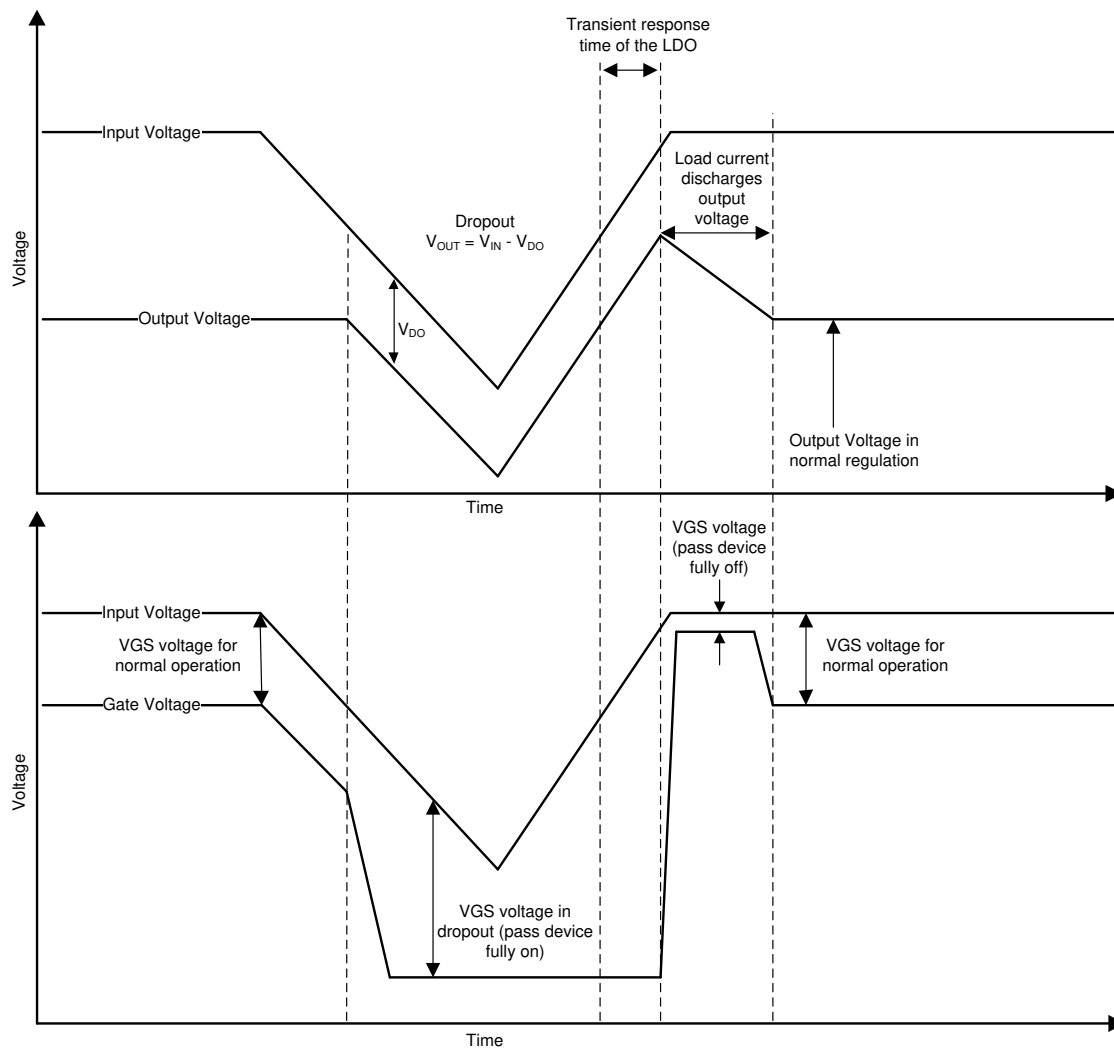 Transient response
time of the LDO
Input Voltage
Load current
discharges
output
voltage
Dropout
V_OUT = V_IN - V_DO
Voltage
Output Voltage
V_DO
Output Voltage in
normal regulation
Time
VGS voltage
(pass device
fully off)
Input Voltage
VGS voltage for
normal operation
VGS voltage for
normal operation
Gate Voltage
Voltage
VGS voltage in
dropout (pass device
fully on)
Time